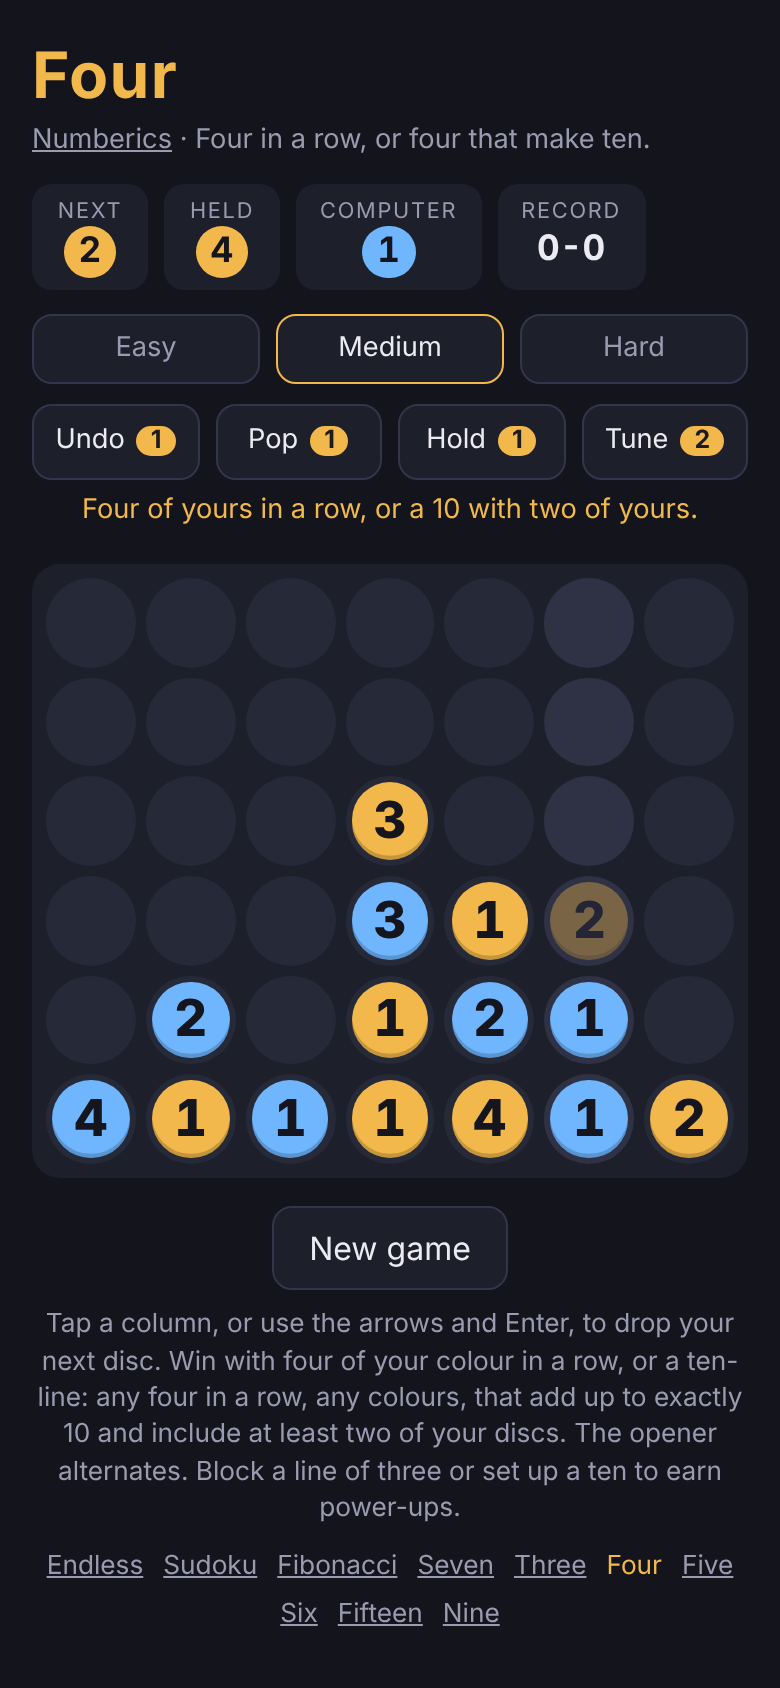 Four
Numberics · Four in a row, or four that make ten.
NEXT HELD COMPUTER RECORD
2 4 1 0-0
Easy Medium Hard
Undo 1 Pop 1 Hold 1 Tune 2
Four of yours in a row, or a 10 with two of yours.
3
3 1 2
2 1 2 1
4 1 1 1 4 1 2
New game
Tap a column, or use the arrows and Enter, to drop your
next disc. Win with four of your colour in a row, or a ten-
line: any four in a row, any colours, that add up to exactly
10 and include at least two of your discs. The opener
alternates. Block a line of three or set up a ten to earn
power-ups.
Endless Sudoku Fibonacci Seven Three Four Five
Six Fifteen Nine